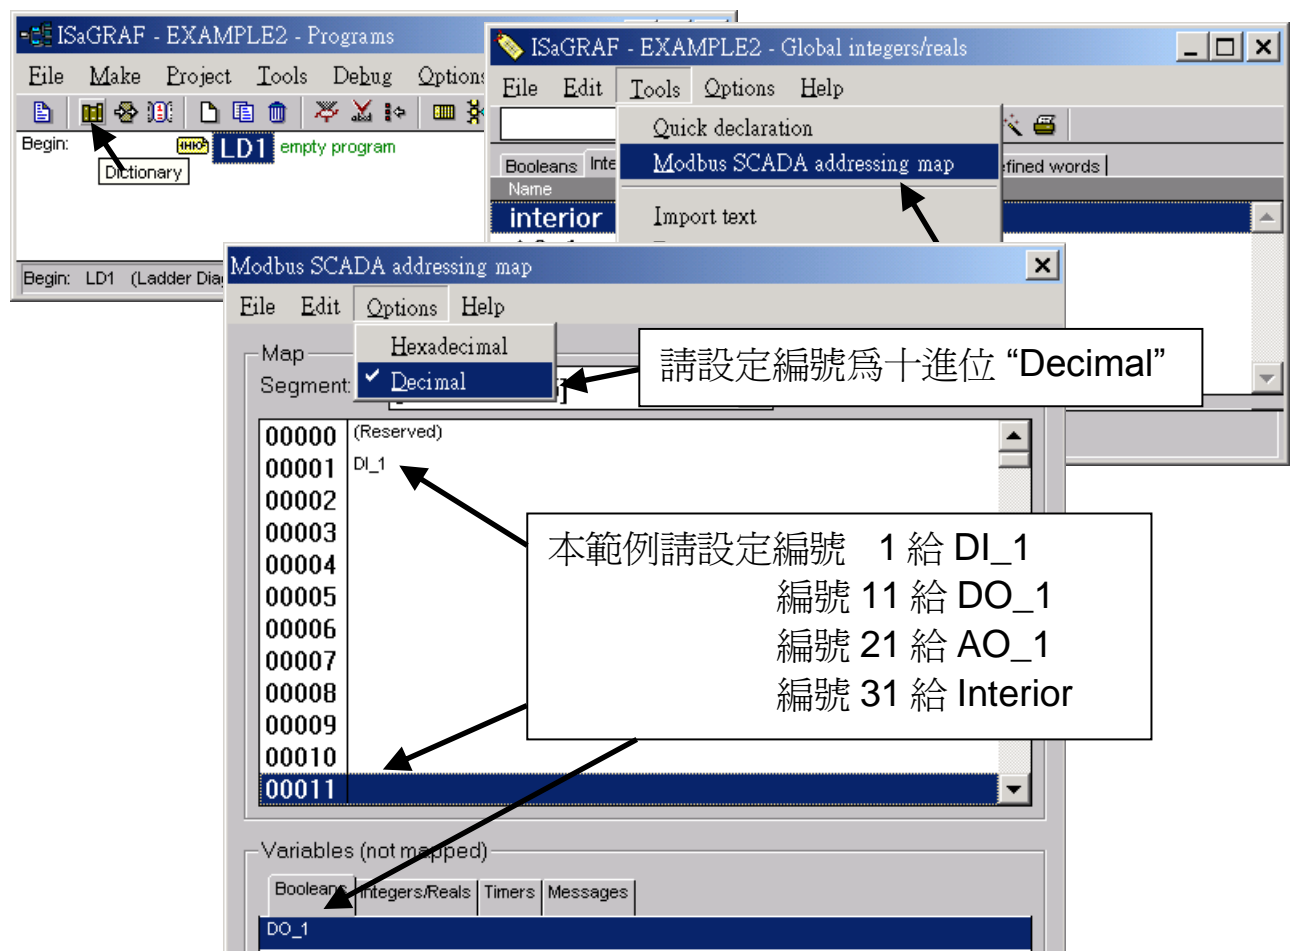 ISaGRAF - EXAMPLE2 - Programs
File Make Project Tools Debug Options
Begin: LD1 empty program
Dictionary
Begin: LD1 (Ladder Dia
ISaGRAF - EXAMPLE2 - Global integers/reals
File Edit Tools Options Help
Quick declaration
Modbus SCADA addressing map
Import text
Booleans Inte fined words
Name
interior
Modbus SCADA addressing map
File Edit Options Help
Hexadecimal
Decimal
Map
Segment:
請設定編號爲十進位 “Decimal”
00000 (Reserved)
00001 DI_1
00002
00003
00004
00005
00006
00007
00008
00009
00010
00011
本範例請設定編號 1 給 DI_1
編號 11 給 DO_1
編號 21 給 AO_1
編號 31 給 Interior
Variables (not mapped)
Booleans Integers/Reals Timers Messages
DO_1